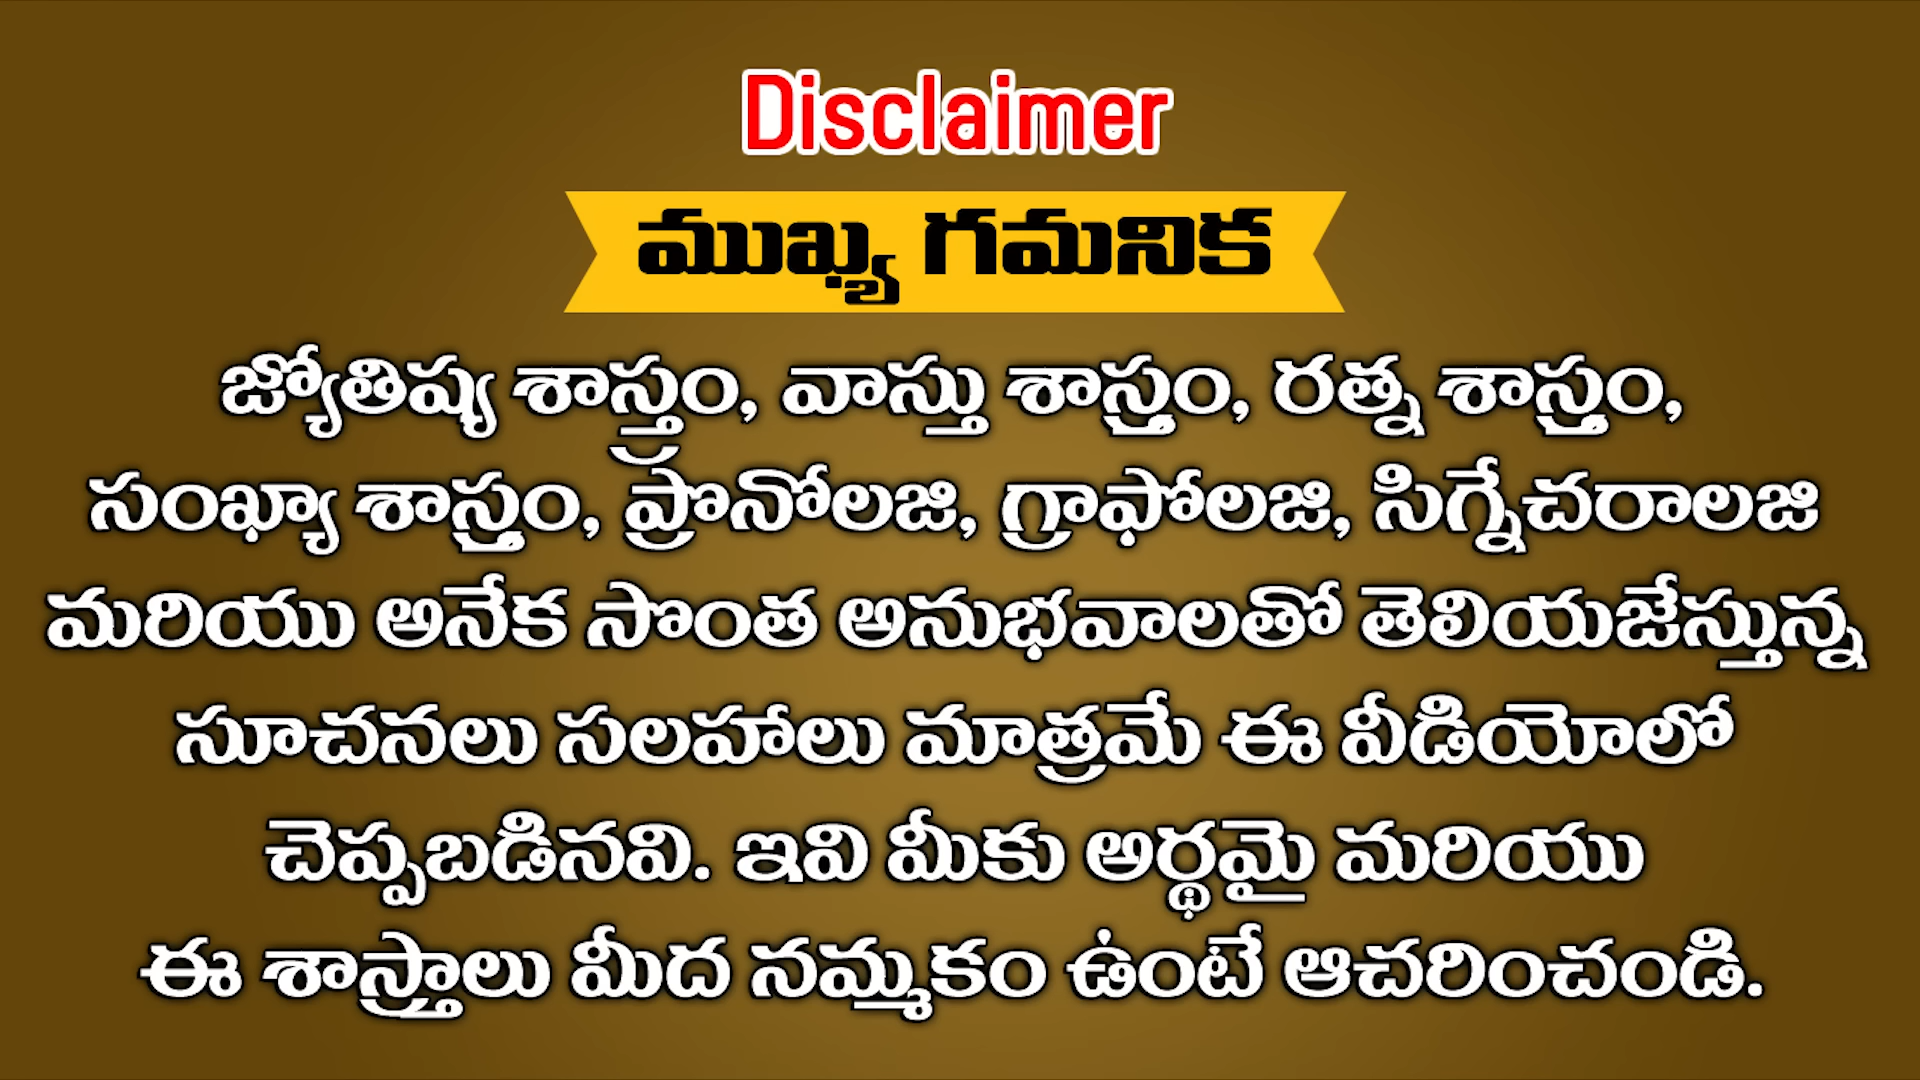 Disclaimer
ముఖ్య గమనిక
జ్యోతిష్య శాస్త్రం, వాస్తు శాస్త్రం, రత్న శాస్త్రం,
సంఖ్యా శాస్త్రం, ప్రొనోలజి, గ్రాఫోలజి, సిగ్నేచరాలజి
మరియు అనేక సొంత అనుభవాలతో తెలియజేస్తున్న
సూచనలు సలహాలు మాత్రమే ఈ వీడియోలో
చెప్పబడినవి. ఇవి మీకు అర్థమై మరియు
ఈ శాస్త్రాలు మీద నమ్మకం ఉంటే ఆచరించండి.